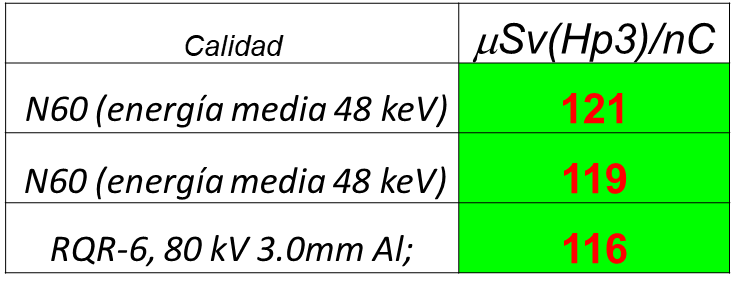 Calidad μSv(Hp3)/nC
N60 (energía media 48 keV) 121
N60 (energía media 48 keV) 119
RQR-6, 80 kV 3.0mm Al; 116